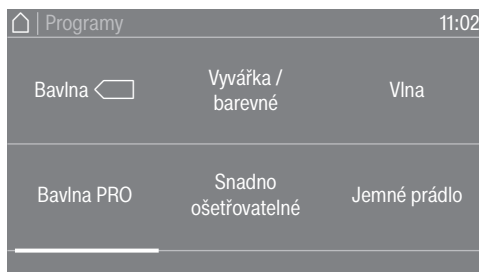 Programy
11:02
Bavlna
Vyvářka /
barevné
Vlna
Bavlna PRO
Snadno
ošetřovatelné
Jemné prádlo